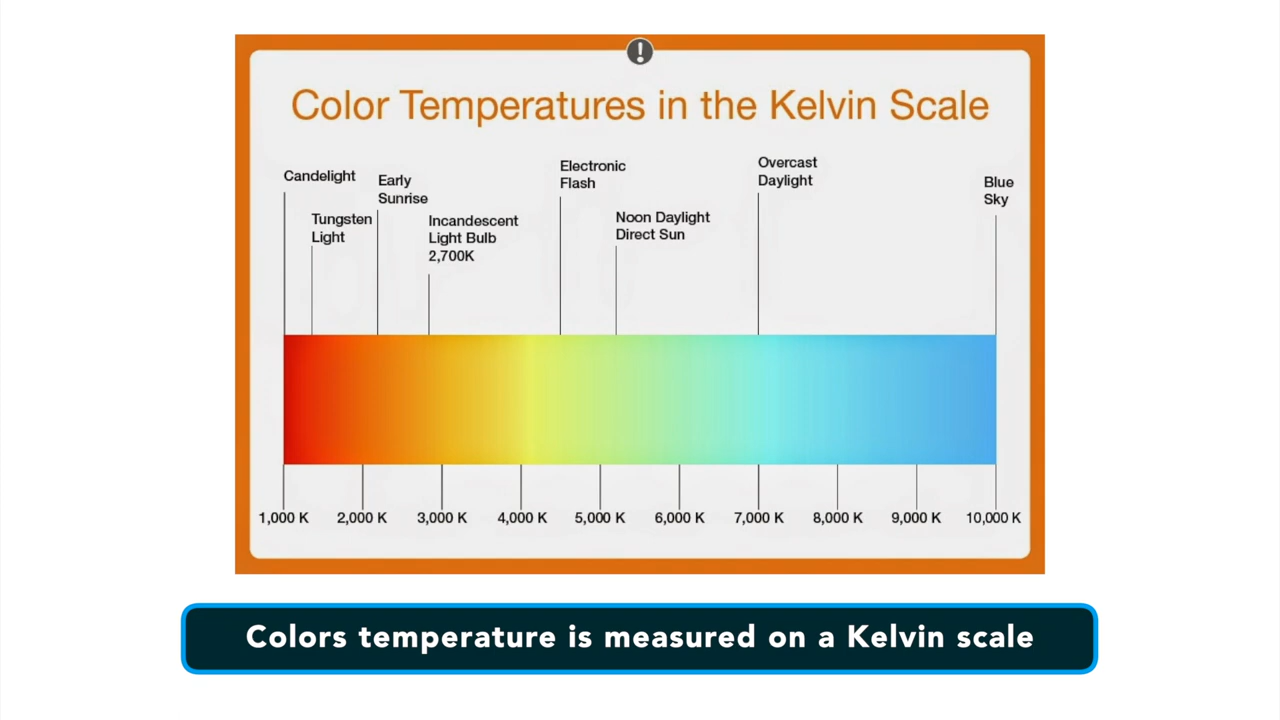 !
Color Temperatures in the Kelvin Scale
Candelight
Tungsten
Light
Early
Sunrise
Incandescent
Light Bulb
2,700K
Electronic
Flash
Noon Daylight
Direct Sun
Overcast
Daylight
Blue
Sky
1,000 K 2,000 K 3,000 K 4,000 K 5,000 K 6,000 K 7,000 K 8,000 K 9,000 K 10,000 K
Colors temperature is measured on a Kelvin scale